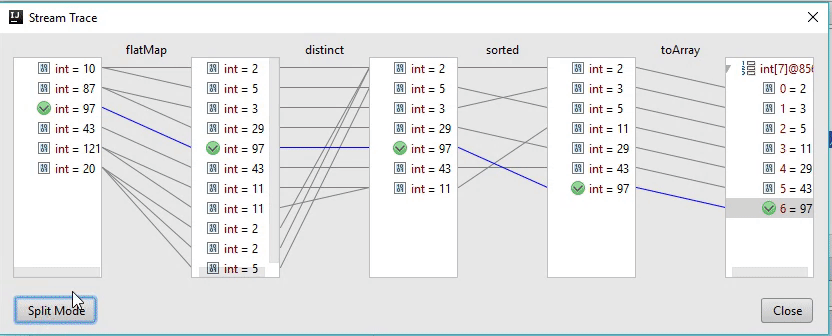 Stream Trace
flatMap distinct sorted toArray
int = 10
int = 87
int = 97
int = 43
int = 121
int = 20
int = 2
int = 5
int = 3
int = 29
int = 97
int = 43
int = 11
int = 11
int = 2
int = 2
int = 5
int = 2
int = 5
int = 3
int = 29
int = 97
int = 43
int = 11
int = 2
int = 3
int = 5
int = 11
int = 29
int = 43
int = 97
int[7]@856
0 = 2
1 = 3
2 = 5
3 = 11
4 = 29
5 = 43
6 = 97
Split Mode
Close